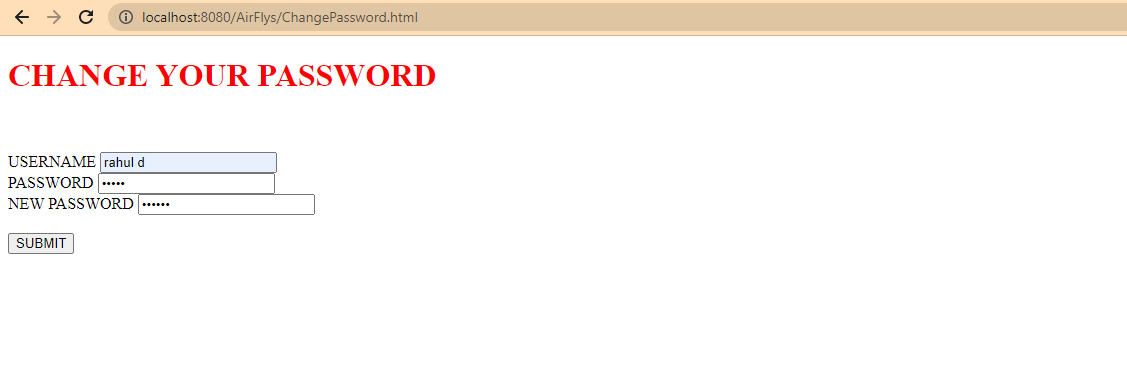 localhost:8080/AirFlys/ChangePassword.html
CHANGE YOUR PASSWORD
USERNAME rahul d
PASSWORD •••••
NEW PASSWORD ••••••
SUBMIT